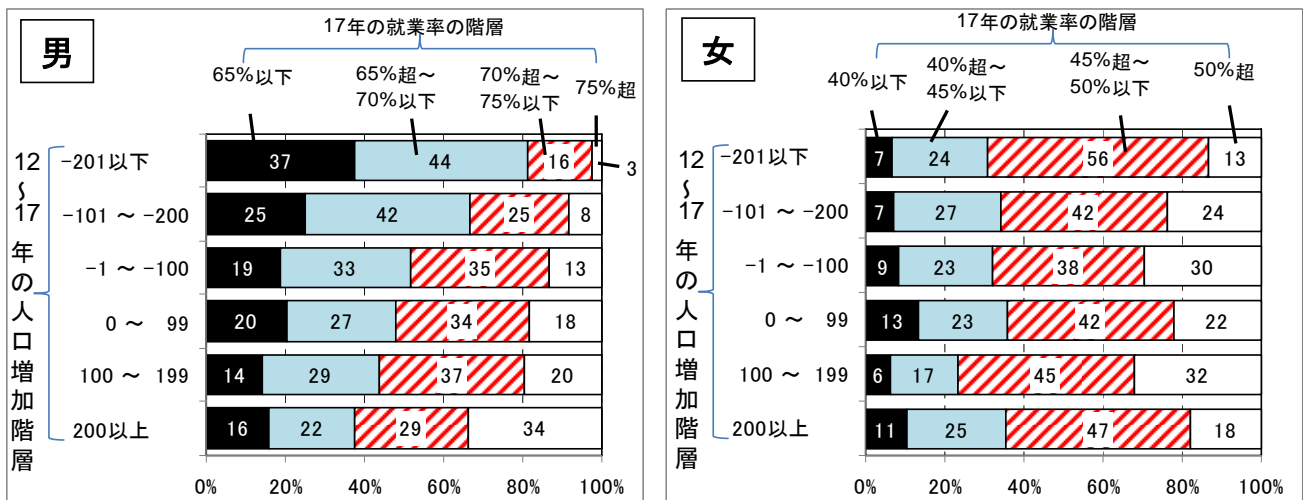 男
17年の就業率の階層
65%以下
65%超～
70%以下
70%超～
75%以下
75%超
12～17年の人口増加階層
-201以下
37 44 16 3
-101 ～ -200
25 42 25 8
-1 ～ -100
19 33 35 13
0 ～ 99
20 27 34 18
100 ～ 199
14 29 37 20
200以上
16 22 29 34
0% 20% 40% 60% 80% 100%
女
17年の就業率の階層
40%以下
40%超～
45%以下
45%超～
50%以下
50%超
12～17年の人口増加階層
-201以下
7 24 56 13
-101 ～ -200
7 27 42 24
-1 ～ -100
9 23 38 30
0 ～ 99
13 23 42 22
100 ～ 199
6 17 45 32
200以上
11 25 47 18
0% 20% 40% 60% 80% 100%